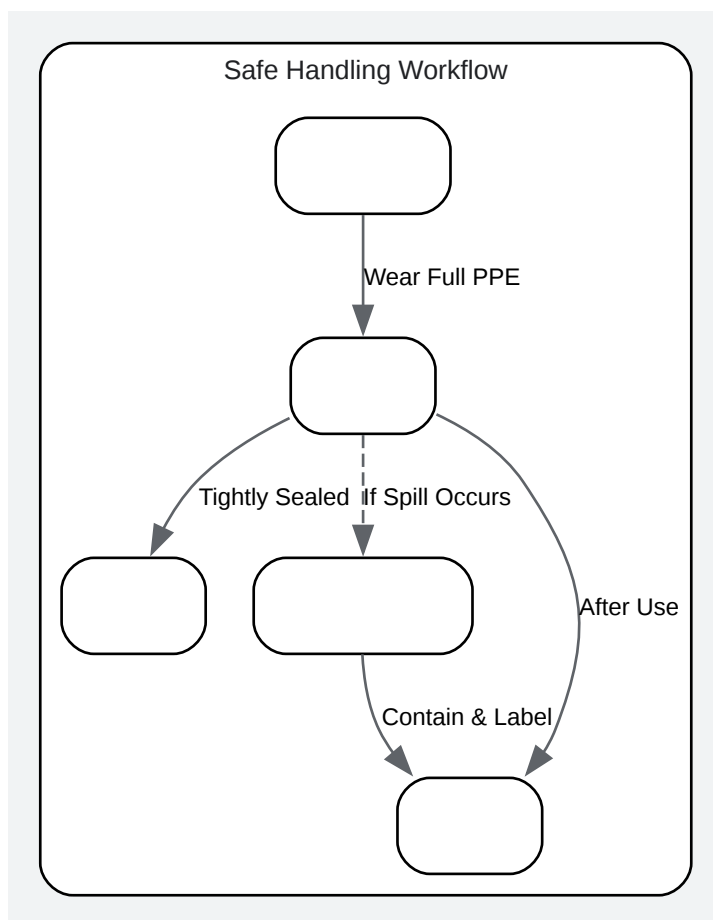 Safe Handling Workflow
Wear Full PPE
Tightly Sealed
If Spill Occurs
After Use
Contain & Label